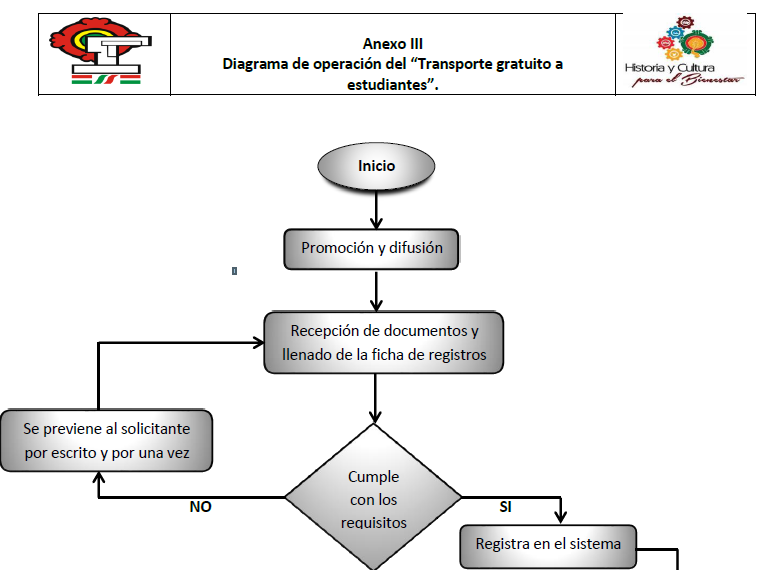 Anexo III
Diagrama de operación del “Transporte gratuito a
estudiantes”.
Historia y Cultura
para el Bienestar
Inicio
Promoción y difusión
Recepción de documentos y
llenado de la ficha de registros
Se previene al solicitante
por escrito y por una vez
Cumple
con los
requisitos
NO
SI
Registra en el sistema